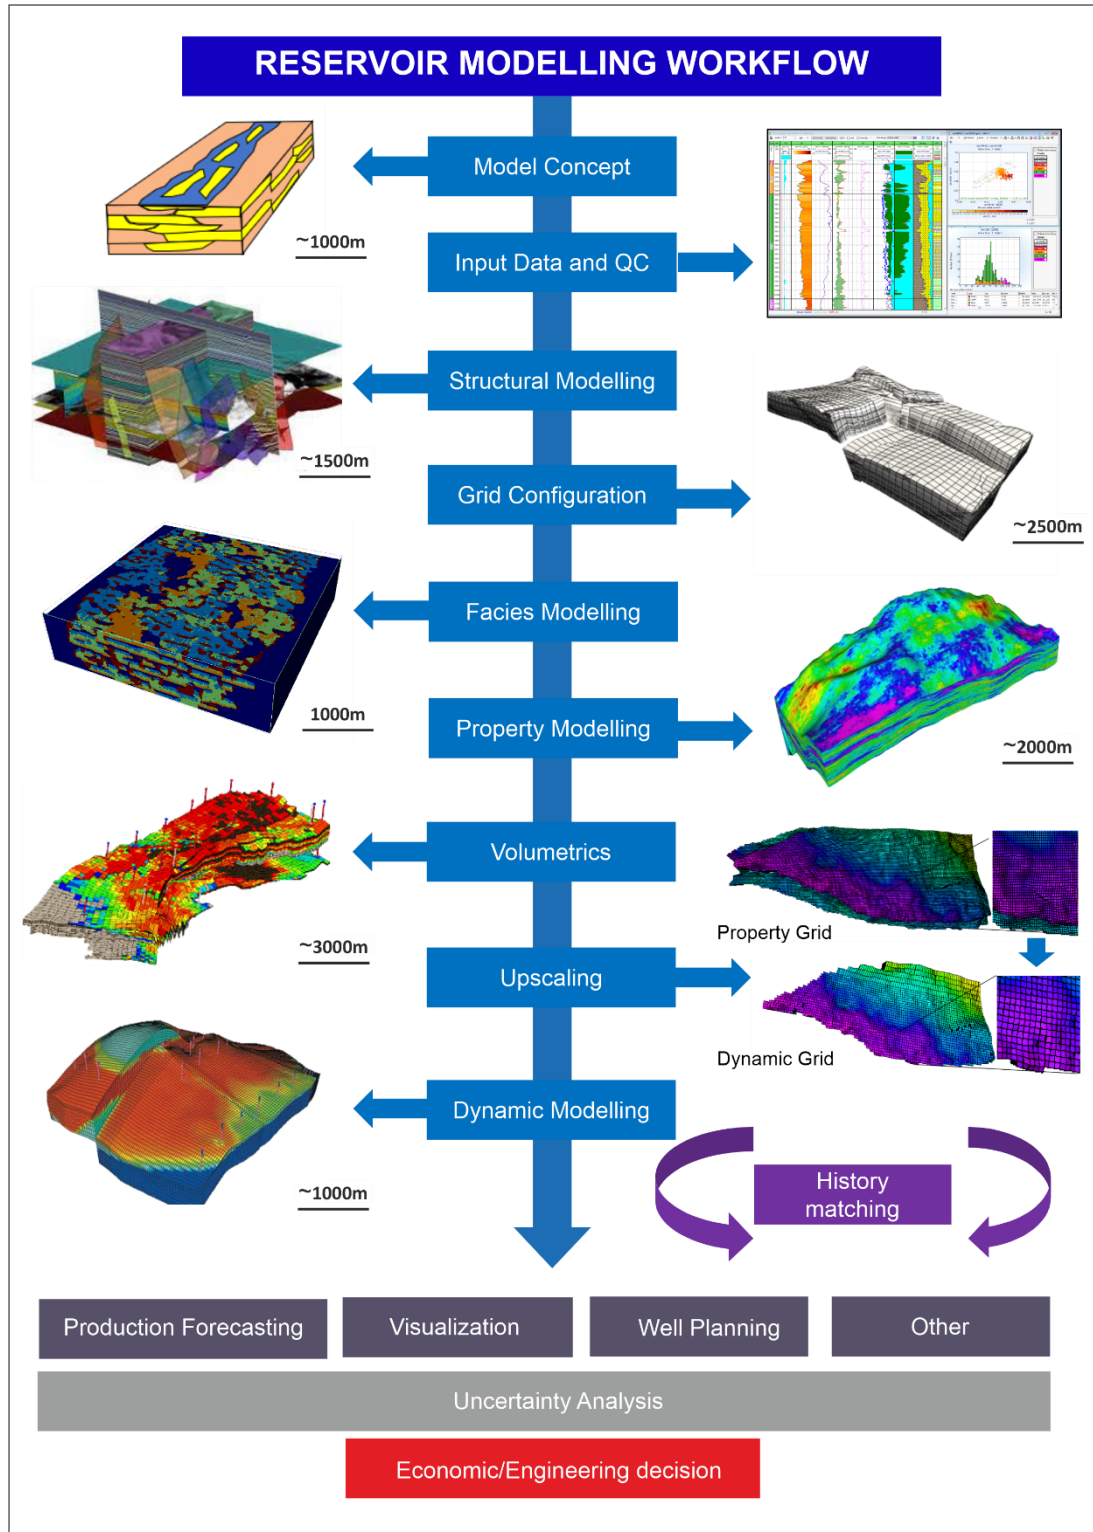 RESERVOIR MODELLING WORKFLOW
Model Concept
~1000m
Input Data and QC
Structural Modelling
~1500m
Grid Configuration
~2500m
Facies Modelling
1000m
Property Modelling
~2000m
Volumetrics
~3000m
Property Grid
Upscaling
Dynamic Grid
Dynamic Modelling
~1000m
History
matching
Production Forecasting
Visualization
Well Planning
Other
Uncertainty Analysis
Economic/Engineering decision